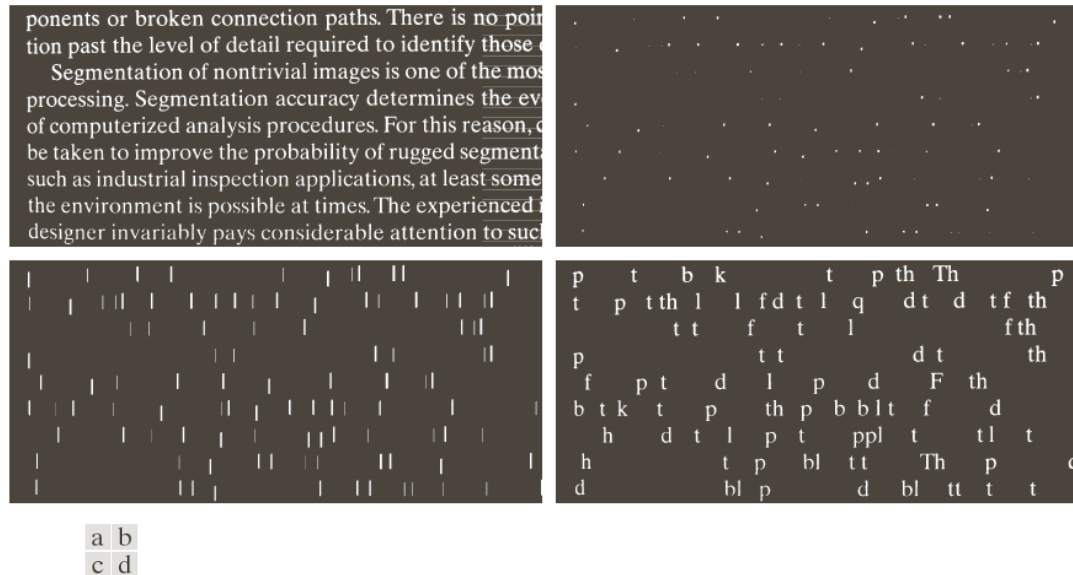 ponents or broken connection paths. There is no poin
tion past the level of detail required to identify those
Segmentation of nontrivial images is one of the mos
processing. Segmentation accuracy determines the eve
of computerized analysis procedures. For this reason,
be taken to improve the probability of rugged segmenta
such as industrial inspection applications, at least some
the environment is possible at times. The experienced
designer invariably pays considerable attention to such
p t b k t p th Th p
t p t th l l f d t l q d t d t f th
t t f t l f th
p t t d t th
f p t d l p d F th
b t k t p th p b b l t f d
h d t l p t ppl t t l t
h t p bl t t Th p
d bl p d bl tt t t
a b
c d